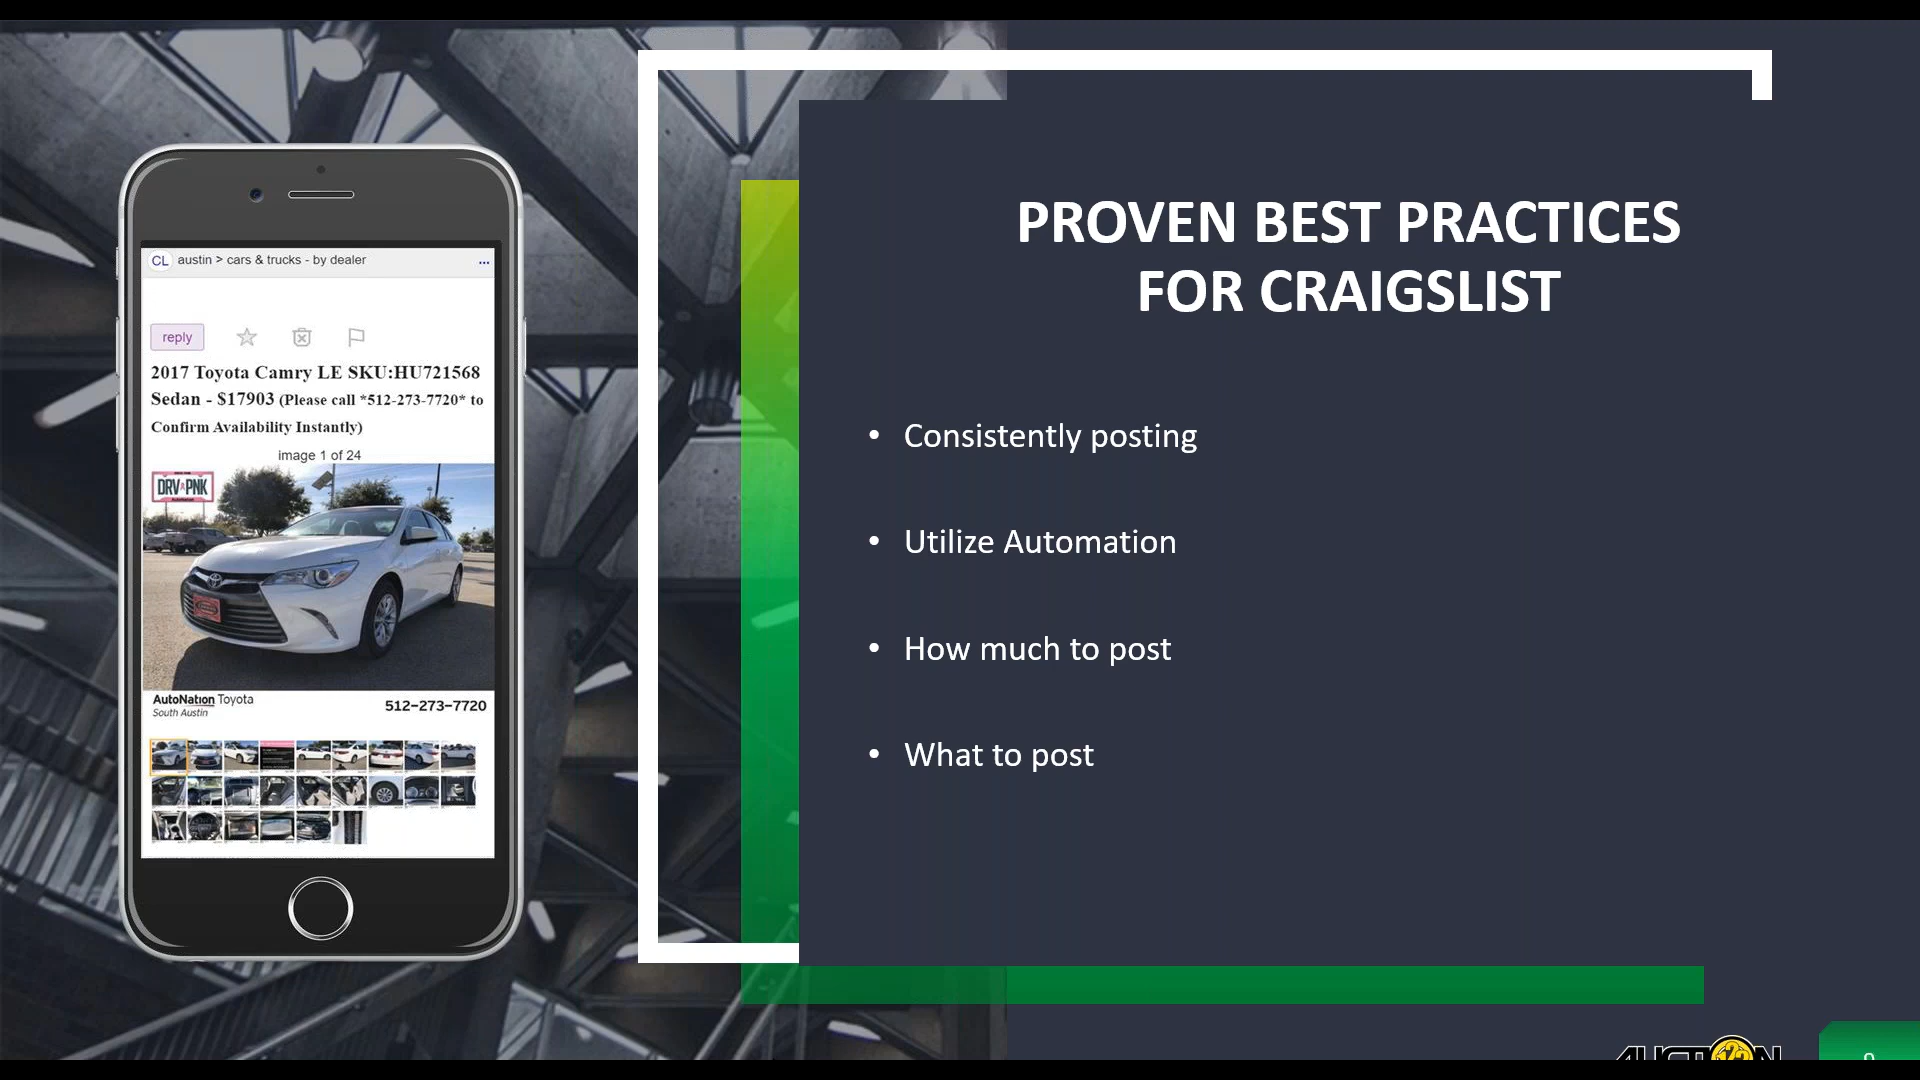 CL austin > cars & trucks - by dealer ...
reply
2017 Toyota Camry LE SKU:HU721568
Sedan - $17903 (Please call *512-273-7720* to
Confirm Availability Instantly)
image 1 of 24
DRV PNK
AutoNation Toyota
South Austin
512-273-7720
PROVEN BEST PRACTICES
FOR CRAIGSLIST
• Consistently posting
• Utilize Automation
• How much to post
• What to post
AUCTION
123